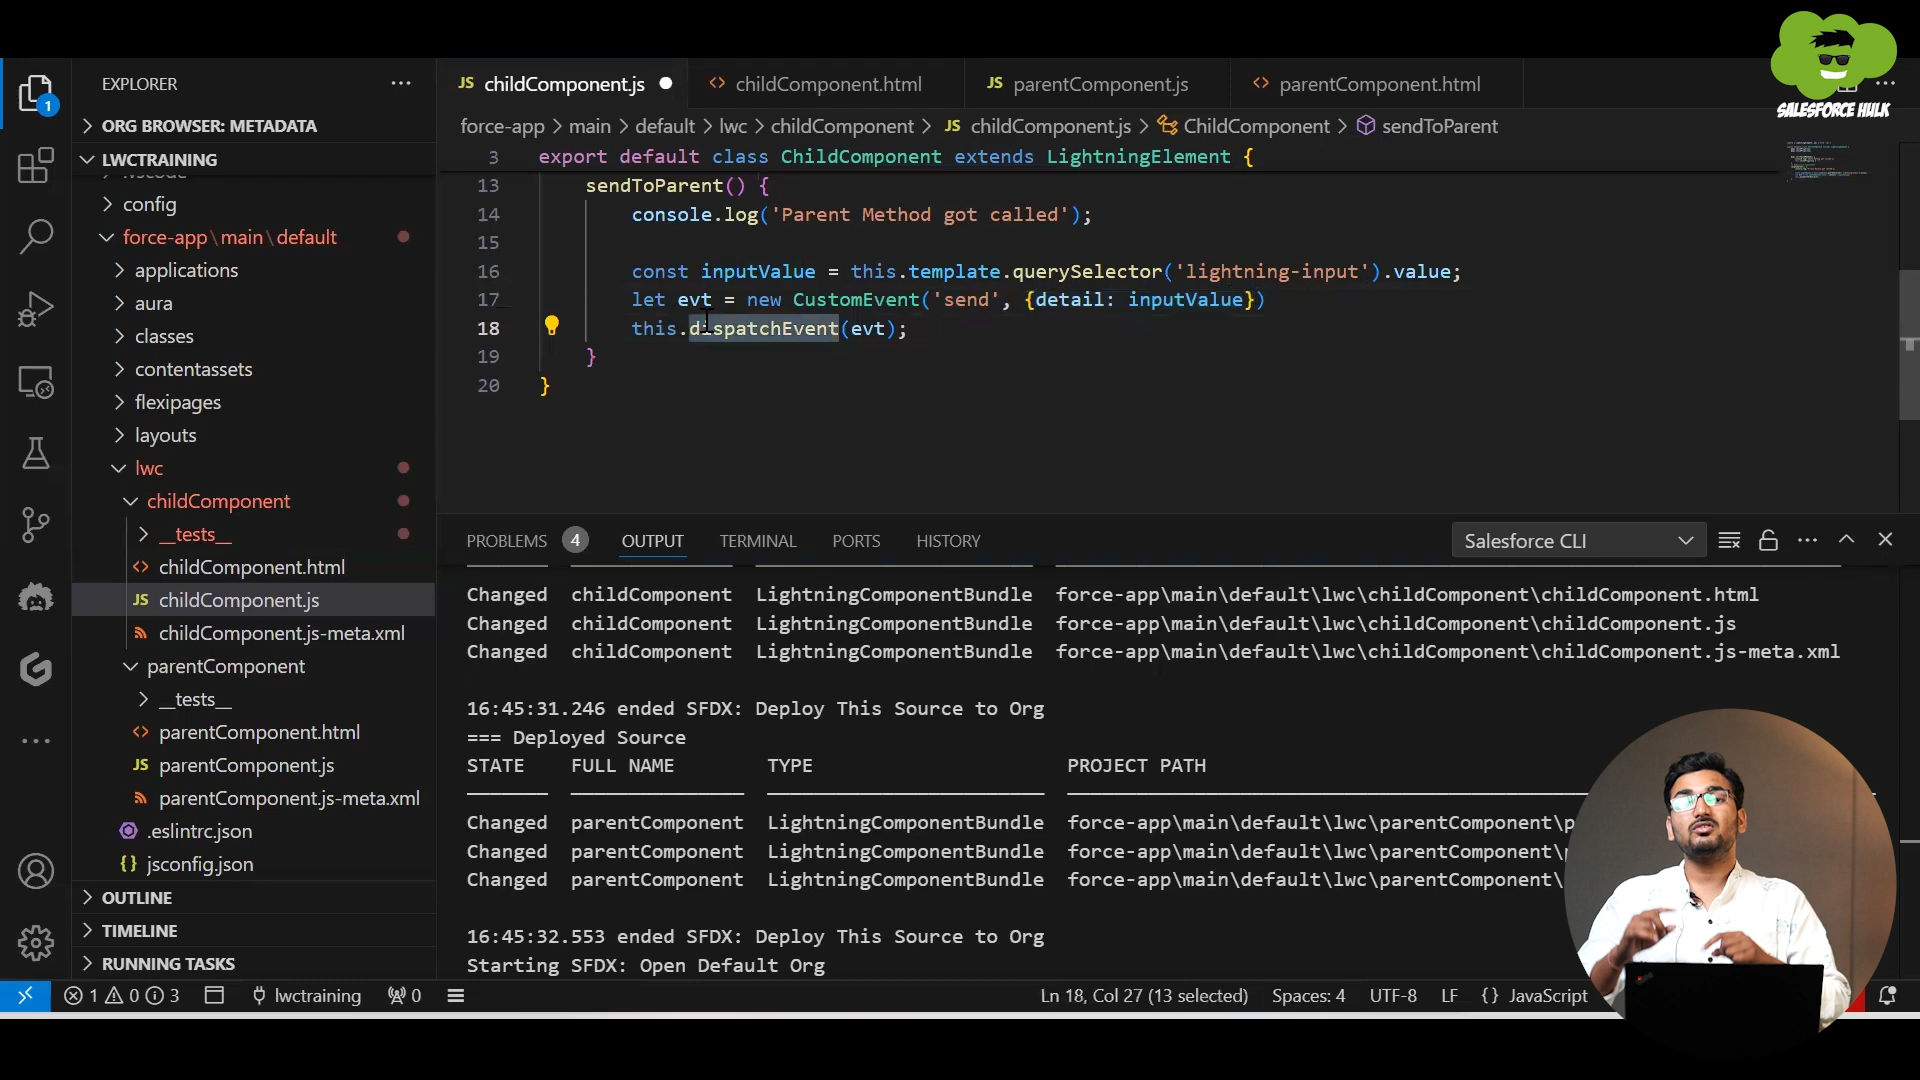 SALESFORCE HULK
EXPLORER
ORG BROWSER: METADATA
LWCTRAINING
config
force-app\main\default
applications
aura
classes
contentassets
flexipages
layouts
lwc
childComponent
__tests__
childComponent.html
JS childComponent.js
childComponent.js-meta.xml
parentComponent
__tests__
parentComponent.html
JS parentComponent.js
parentComponent.js-meta.xml
.eslintrc.json
{} jsconfig.json
OUTLINE
TIMELINE
RUNNING TASKS
1
JS childComponent.js ● <> childComponent.html JS parentComponent.js <> parentComponent.html
force-app > main > default > lwc > childComponent > JS childComponent.js > ChildComponent > sendToParent
3 export default class ChildComponent extends LightningElement {
13 sendToParent() {
14 console.log('Parent Method got called');
15
16 const inputValue = this.template.querySelector('lightning-input').value;
17 let evt = new CustomEvent('send', {detail: inputValue})
18 this.dispatchEvent(evt);
19 }
20 }
PROBLEMS 4 OUTPUT TERMINAL PORTS HISTORY Salesforce CLI
Changed childComponent LightningComponentBundle force-app\main\default\lwc\childComponent\childComponent.html
Changed childComponent LightningComponentBundle force-app\main\default\lwc\childComponent\childComponent.js
Changed childComponent LightningComponentBundle force-app\main\default\lwc\childComponent\childComponent.js-meta.xml
16:45:31.246 ended SFDX: Deploy This Source to Org
=== Deployed Source
STATE FULL NAME TYPE PROJECT PATH
Changed parentComponent LightningComponentBundle force-app\main\default\lwc\parentComponent\p
Changed parentComponent LightningComponentBundle force-app\main\default\lwc\parentComponent\
Changed parentComponent LightningComponentBundle force-app\main\default\lwc\parentComponent\
16:45:32.553 ended SFDX: Deploy This Source to Org
Starting SFDX: Open Default Org
1 0 3 lwctraining 0 Ln 18, Col 27 (13 selected) Spaces: 4 UTF-8 LF {} JavaScript